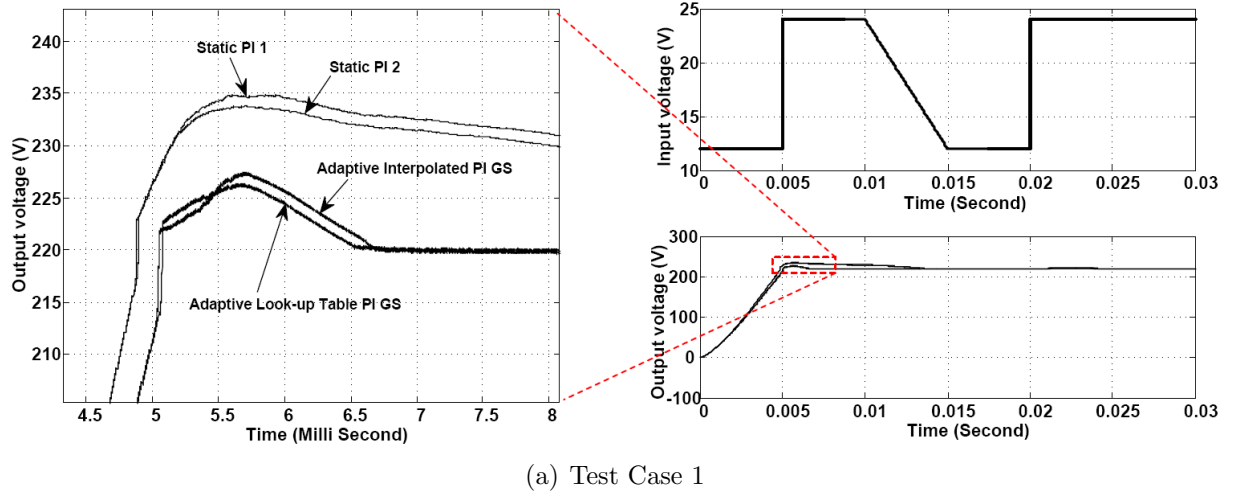 240
235
230
225
220
215
210
Output voltage (V)
Static PI 1
Static PI 2
Adaptive Interpolated PI GS
Adaptive Look-up Table PI GS
4.5 5 5.5 6 6.5 7 7.5 8
Time (Milli Second)
25
20
15
10
Input voltage (V)
0 0.005 0.01 0.015 0.02 0.025 0.03
Time (Second)
300
200
100
0
-100
Output voltage (V)
0 0.005 0.01 0.015 0.02 0.025 0.03
Time (Second)
(a) Test Case 1